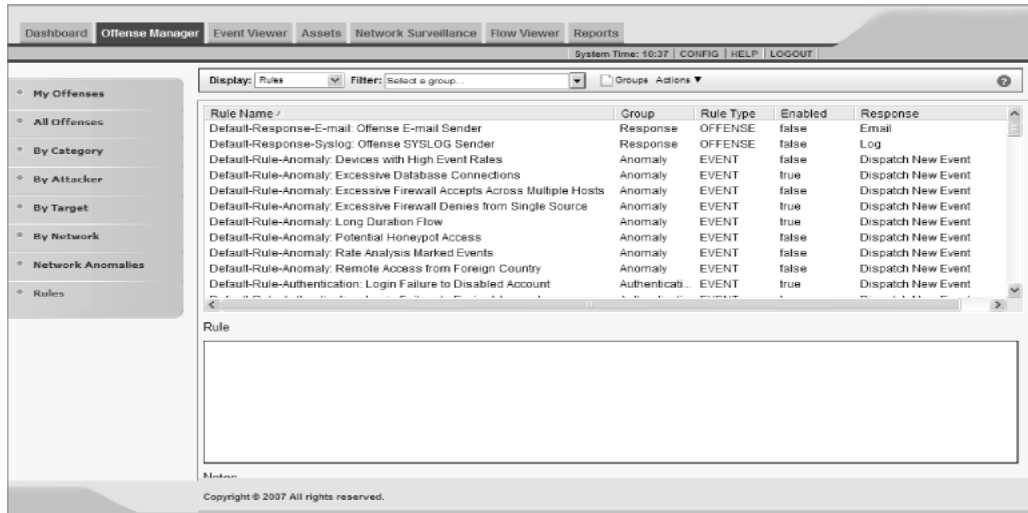 Dashboard Offense Manager Event Viewer Assets Network Surveillance Flow Viewer Reports
System Time: 10:37 | CONFIG | HELP | LOGOUT |
My Offenses
All Offenses
By Category
By Attacker
By Target
By Network
Network Anomalies
Rules
Display: Rules Filter: Select a group... Groups Actions ▼
Rule Name Group Rule Type Enabled Response
Default-Response-E-mail: Offense E-mail Sender Response OFFENSE false Email
Default-Response-Syslog: Offense SYSLOG Sender Response OFFENSE false Log
Default-Rule-Anomaly: Devices with High Event Rates Anomaly EVENT false Dispatch New Event
Default-Rule-Anomaly: Excessive Database Connections Anomaly EVENT true Dispatch New Event
Default-Rule-Anomaly: Excessive Firewall Accepts Across Multiple Hosts Anomaly EVENT false Dispatch New Event
Default-Rule-Anomaly: Excessive Firewall Denies from Single Source Anomaly EVENT true Dispatch New Event
Default-Rule-Anomaly: Long Duration Flow Anomaly EVENT true Dispatch New Event
Default-Rule-Anomaly: Potential Honeypot Access Anomaly EVENT false Dispatch New Event
Default-Rule-Anomaly: Rate Analysis Marked Events Anomaly EVENT false Dispatch New Event
Default-Rule-Anomaly: Remote Access from Foreign Country Anomaly EVENT false Dispatch New Event
Default-Rule-Authentication: Login Failure to Disabled Account Authenticati... EVENT true Dispatch New Event
Rule
Notes
Copyright © 2007 All rights reserved.